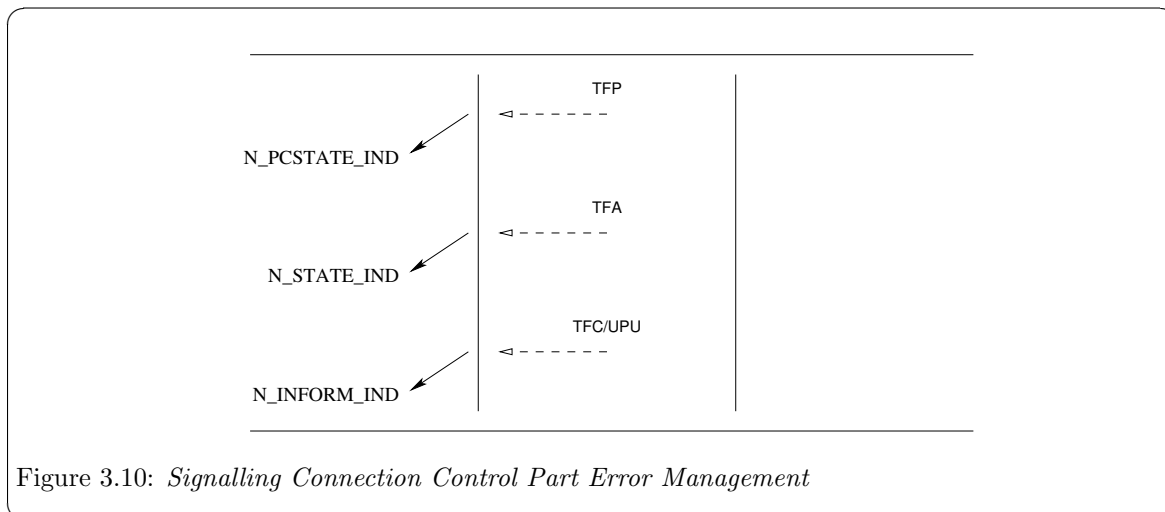 TFP
N_PCSTATE_IND
TFA
N_STATE_IND
TFC/UPU
N_INFORM_IND
Figure 3.10: Signalling Connection Control Part Error Management